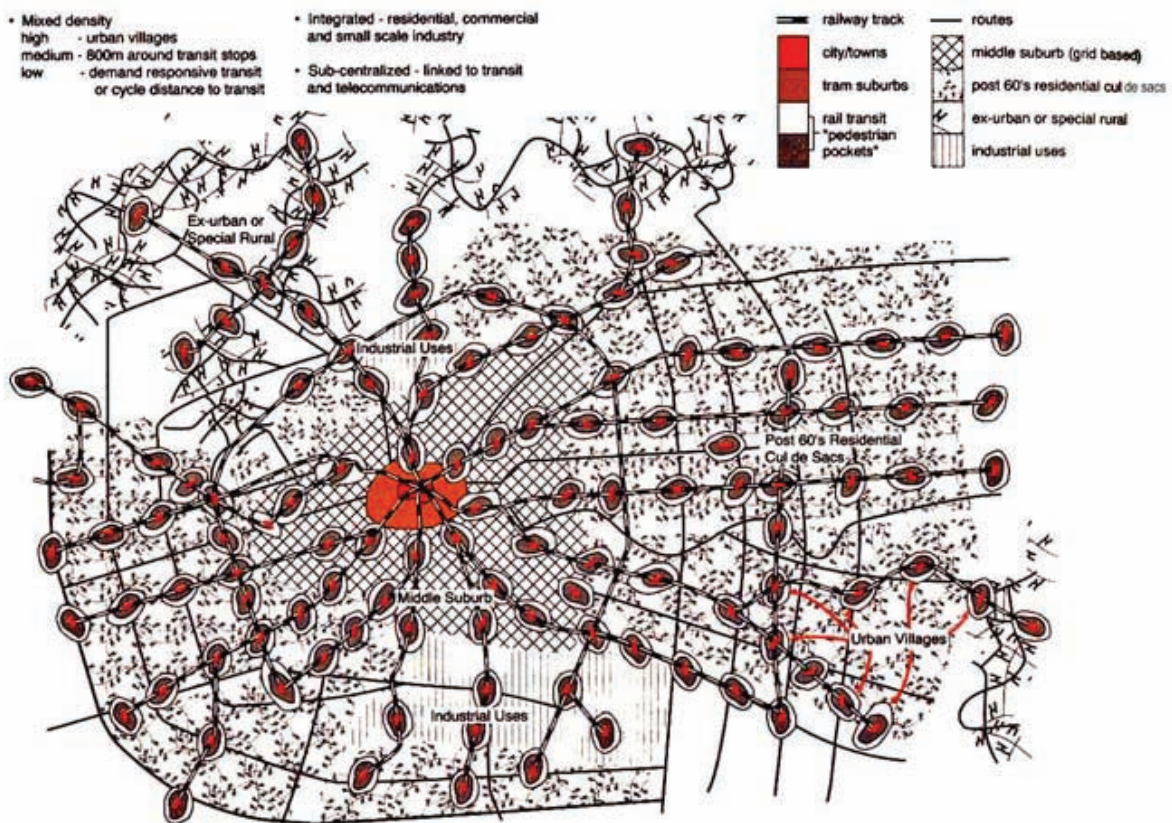 • Mixed density
high - urban villages
medium - 800m around transit stops
low - demand responsive transit
or cycle distance to transit
• Integrated - residential, commercial
and small scale industry
• Sub-centralized - linked to transit
and telecommunications
railway track
city/towns
tram suburbs
rail transit
"pedestrian
pockets"
routes
middle suburb (grid based)
post 60's residential cul de sacs
ex-urban or special rural
industrial uses
Ex-urban or
Special Rural
Industrial Uses
Post 60's Residential
Cul de Sacs
Middle Suburb
Urban Villages
Industrial Uses